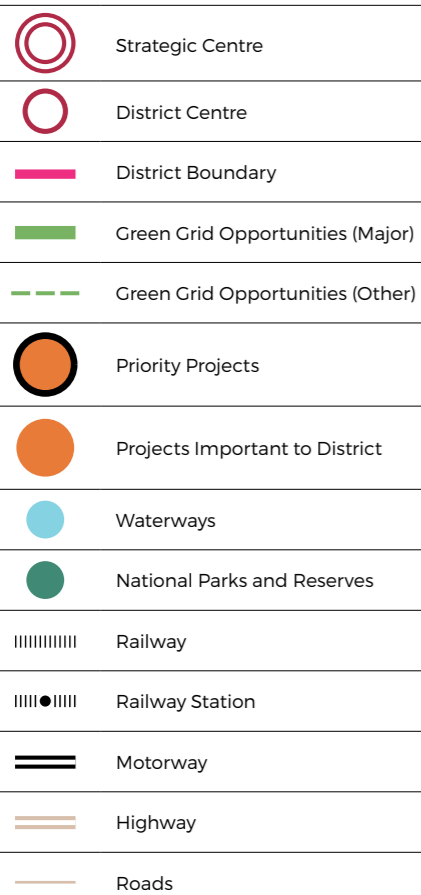 Strategic Centre
District Centre
District Boundary
Green Grid Opportunities (Major)
Green Grid Opportunities (Other)
Priority Projects
Projects Important to District
Waterways
National Parks and Reserves
Railway
Railway Station
Motorway
Highway
Roads